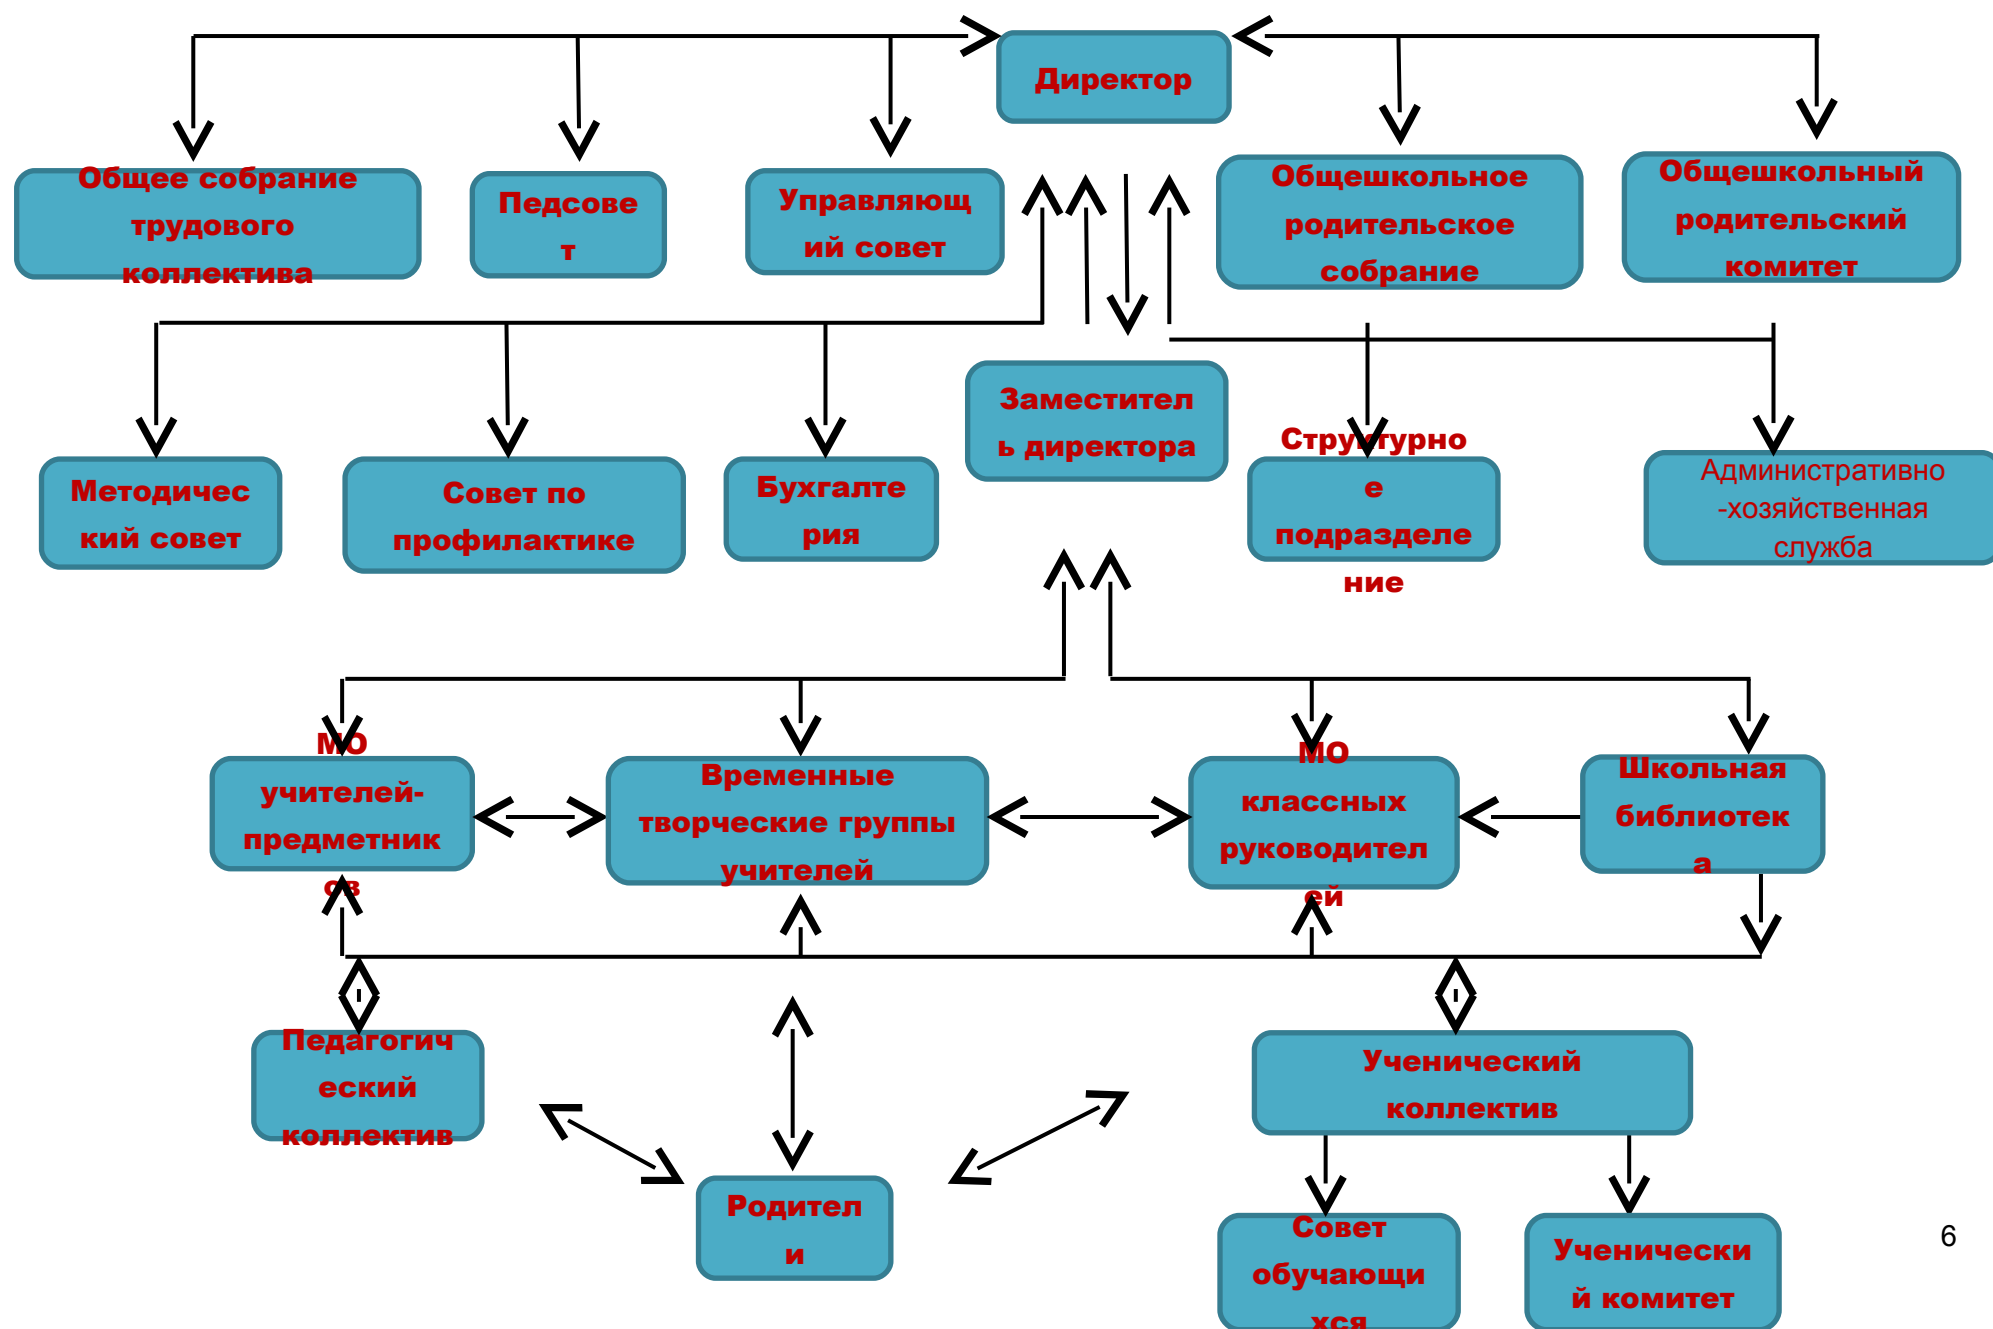 Директор
Общее собрание
трудового
коллектива
Педсове
т
Управляющ
ий совет
Общешкольное
родительское
собрание
Общешкольный
родительский
комитет
Методичес
кий совет
Совет по
профилактике
Бухгалте
рия
Заместител
ь директора
Структурно
е
подразделе
ние
Административно
-хозяйственная
служба
МО
учителей-
предметник
ов
Временные
творческие группы
учителей
МО
классных
руководител
ей
Школьная
библиотек
а
Педагогич
еский
коллектив
Родител
и
Ученический
коллектив
Совет
обучающи
хся
Ученически
й комитет
6